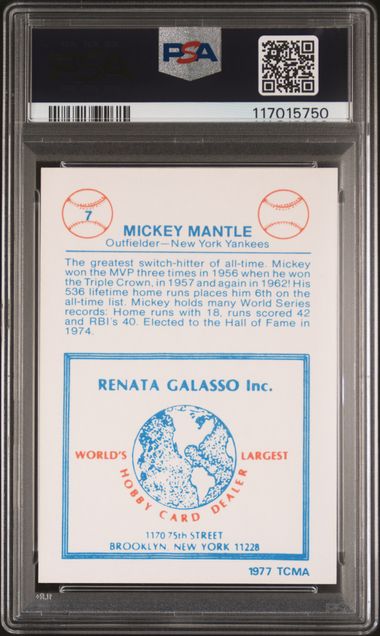 PSA
117015750
7
MICKEY MANTLE
Outfielder—New York Yankees
The greatest switch-hitter of all-time. Mickey
won the MVP three times in 1956 when he won
the Triple Crown, in 1957 and again in 1962! His
536 lifetime home runs places him 6th on the
all-time list. Mickey holds many World Series
records: Home runs with 18, runs scored 42
and RBI's 40. Elected to the Hall of Fame in
1974.
RENATA GALASSO Inc.
WORLD'S LARGEST
HOBBY CARD DEALER
1170 75th STREET
BROOKLYN, NEW YORK 11228
1977 TCMA